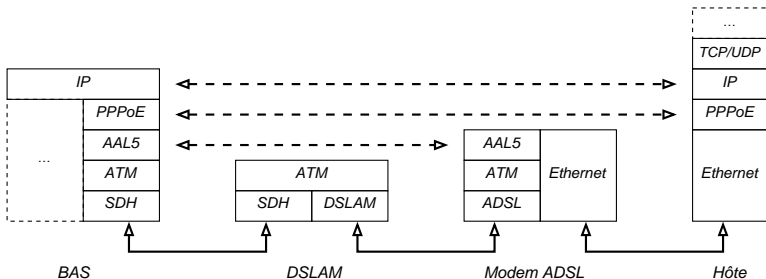 ...
TCP/UDP
IP
IP
PPPoE
PPPoE
...
AAL5
AAL5
ATM
ATM
ATM
Ethernet
Ethernet
SDH
SDH
DSLAM
ADSL
BAS
DSLAM
Modem ADSL
Hôte